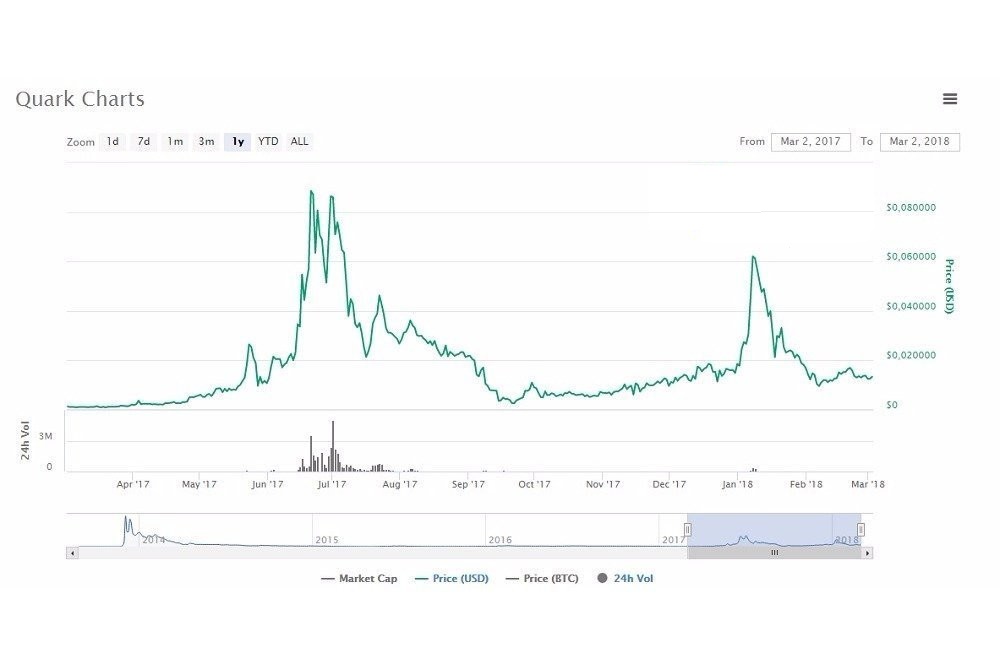 Quark Charts
Zoom 1d 7d 1m 3m 1y YTD ALL
From Mar 2, 2017 To Mar 2, 2018
$0,080000
$0,060000
$0,040000
$0,020000
$0
Price (USD)
24h Vol
3M
0
Apr '17 May '17 Jun '17 Jul '17 Aug '17 Sep '17 Oct '17 Nov '17 Dec '17 Jan '18 Feb '18 Mar '18
2014 2015 2016 2017 2018
Market Cap Price (USD) Price (BTC) 24h Vol